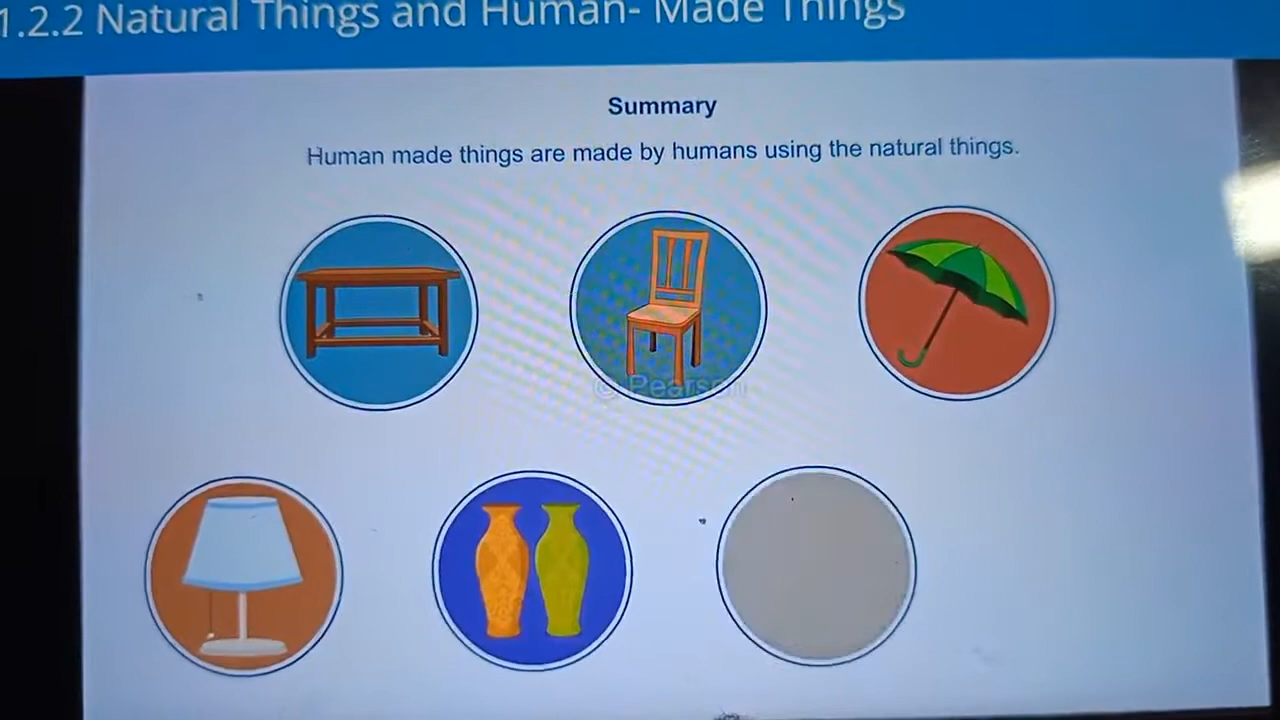 1.2.2 Natural Things and Human- Made Things
Summary
Human made things are made by humans using the natural things.
© Pearson